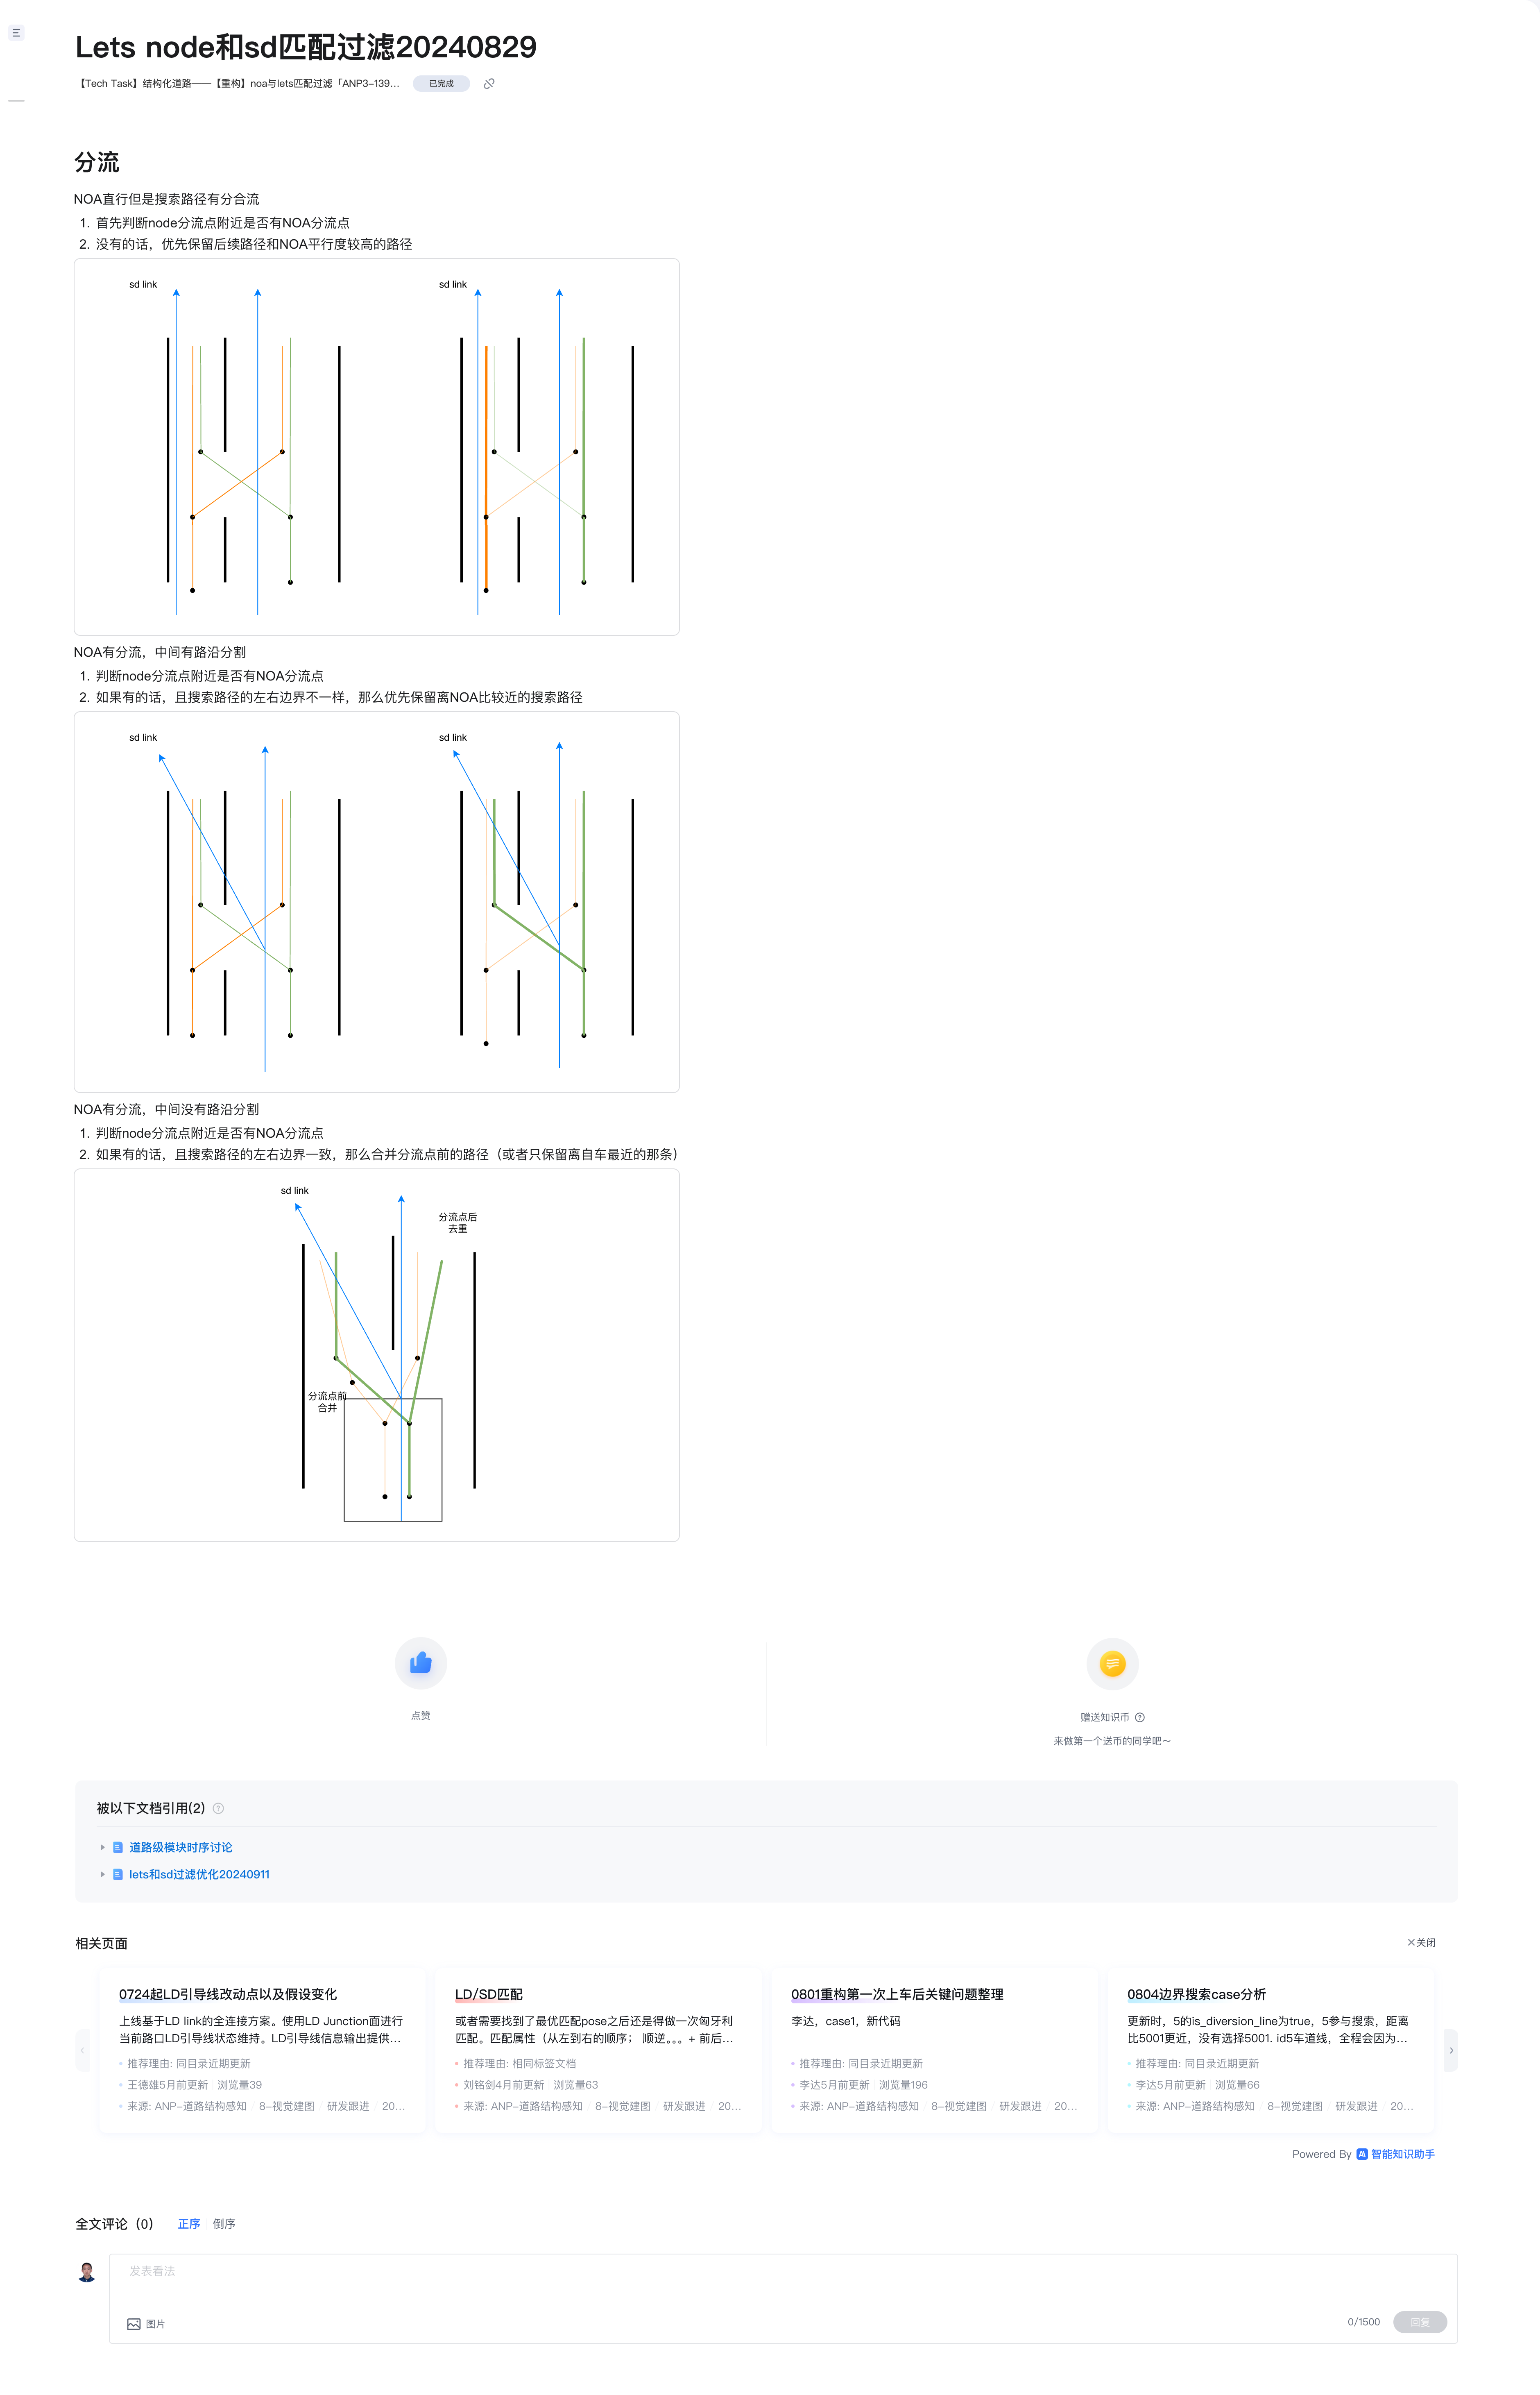 Lets node和sd匹配过滤20240829
【Tech Task】结构化道路——【重构】noa与lets匹配过滤「ANP3-139...
已完成
分流
NOA直行但是搜索路径有分合流
1. 首先判断node分流点附近是否有NOA分流点
2. 没有的话，优先保留后续路径和NOA平行度较高的路径
sd link
sd link
NOA有分流，中间有路沿分割
1. 判断node分流点附近是否有NOA分流点
2. 如果有的话，且搜索路径的左右边界不一样，那么优先保留离NOA比较近的搜索路径
sd link
sd link
NOA有分流，中间没有路沿分割
1. 判断node分流点附近是否有NOA分流点
2. 如果有的话，且搜索路径的左右边界一致，那么合并分流点前的路径（或者只保留离自车最近的那条）
sd link
分流点后
去重
分流点前
合并
点赞
赠送知识币
来做第一个送币的同学吧～
被以下文档引用(2)
道路级模块时序讨论
lets和sd过滤优化20240911
相关页面
关闭
0724起LD引导线改动点以及假设变化
上线基于LD link的全连接方案。使用LD Junction面进行
当前路口LD引导线状态维持。LD引导线信息输出提供...
推荐理由: 同目录近期更新
王德雄5月前更新 浏览量39
来源: ANP-道路结构感知 8-视觉建图 研发跟进 20...
LD/SD匹配
或者需要找到了最优匹配pose之后还是得做一次匈牙利
匹配。匹配属性（从左到右的顺序； 顺逆。。。+ 前后...
推荐理由: 相同标签文档
刘铭剑4月前更新 浏览量63
来源: ANP-道路结构感知 8-视觉建图 研发跟进 20...
0801重构第一次上车后关键问题整理
李达，case1，新代码
推荐理由: 同目录近期更新
李达5月前更新 浏览量196
来源: ANP-道路结构感知 8-视觉建图 研发跟进 20...
0804边界搜索case分析
更新时，5的is_diversion_line为true，5参与搜索，距离
比5001更近，没有选择5001. id5车道线，全程会因为...
推荐理由: 同目录近期更新
李达5月前更新 浏览量66
来源: ANP-道路结构感知 8-视觉建图 研发跟进 20...
Powered By 智能知识助手
全文评论（0） 正序 倒序
发表看法
图片
0/1500 回复